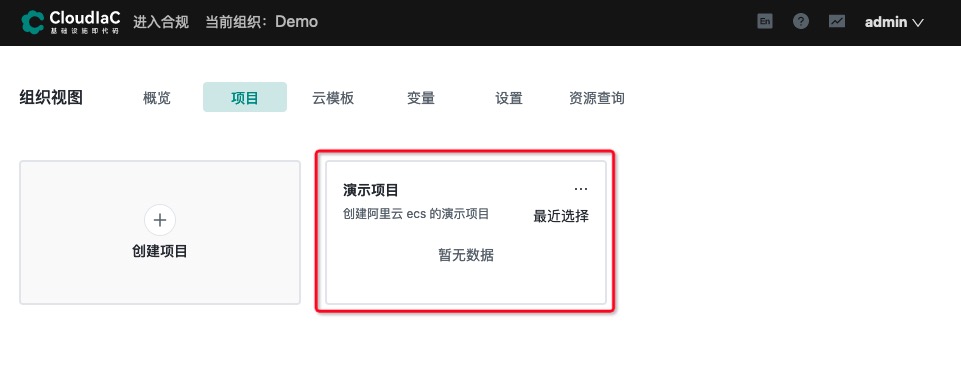 CloudIaC
基础设施即代码
进入合规 当前组织：Demo
En
?
admin
组织视图 概览 项目 云模板 变量 设置 资源查询
创建项目
演示项目 ...
创建阿里云 ecs 的演示项目
最近选择
暂无数据